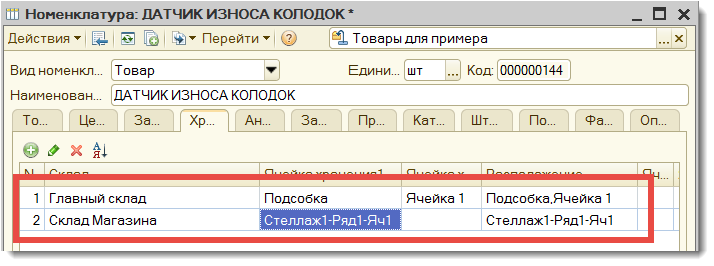 Номенклатура: ДАТЧИК ИЗНОСА КОЛОДОК *
Действия Перейти Товары для примера ...
Вид номенкл... Товар Едини... шт ... Код: 000000144
Наименован... ДАТЧИК ИЗНОСА КОЛОДОК
То... Це... За... Хр... Ан... За... Пр... Кат... Шт... По... Фа... Оп...
N Склад Ячейка хранения1 Ячейка х... Расположение Яч...
1 Главный склад Подсобка Ячейка 1 Подсобка,Ячейка 1
2 Склад Магазина Стеллаж1-Ряд1-Яч1 Стеллаж1-Ряд1-Яч1